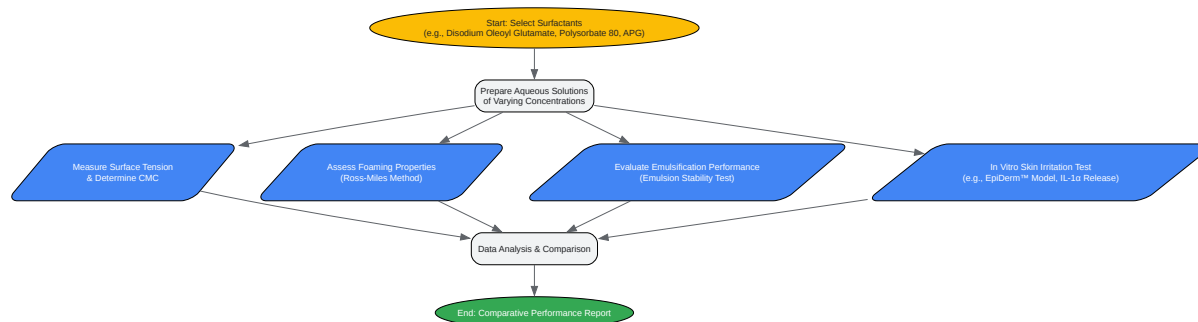 Start: Select Surfactants
(e.g., Disodium Oleoyl Glutamate, Polysorbate 80, APG)
Prepare Aqueous Solutions
of Varying Concentrations
Measure Surface Tension
& Determine CMC
Assess Foaming Properties
(Ross-Miles Method)
Evaluate Emulsification Performance
(Emulsion Stability Test)
In Vitro Skin Irritation Test
(e.g., EpiDerm™ Model, IL-1α Release)
Data Analysis & Comparison
End: Comparative Performance Report